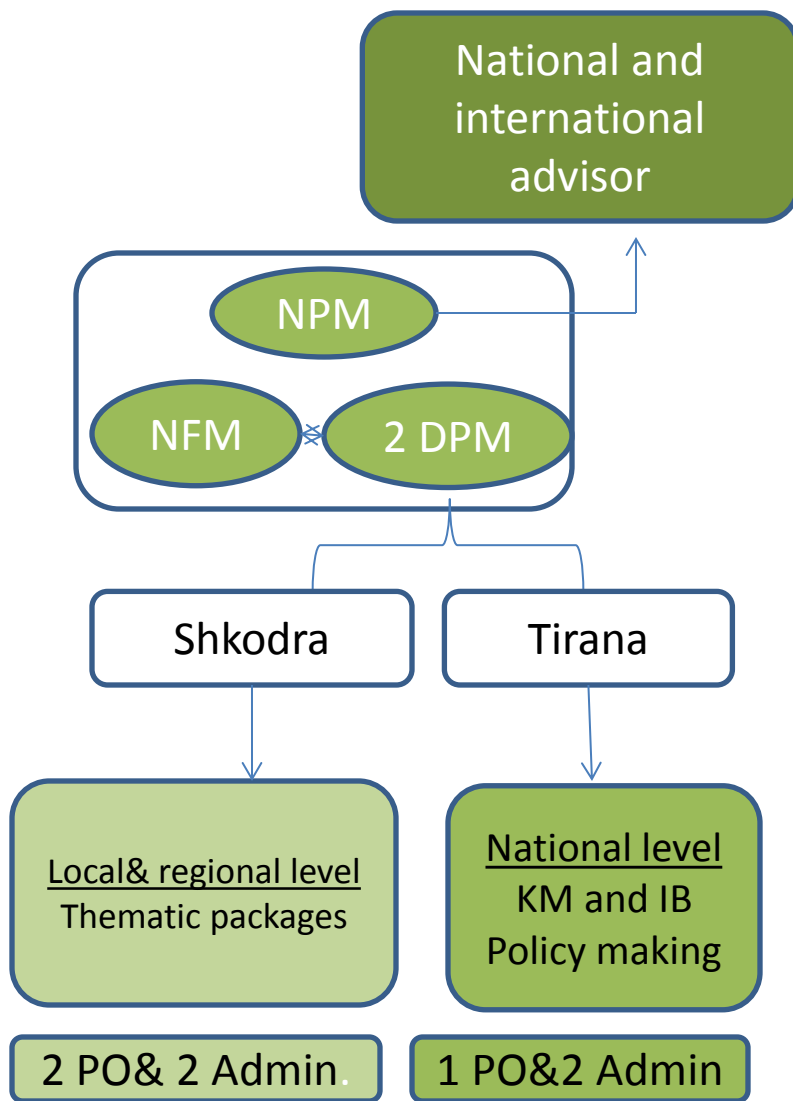 National and
international
advisor
NPM
NFM
2 DPM
Shkodra
Tirana
Local& regional level
Thematic packages
National level
KM and IB
Policy making
2 PO& 2 Admin.
1 PO&2 Admin